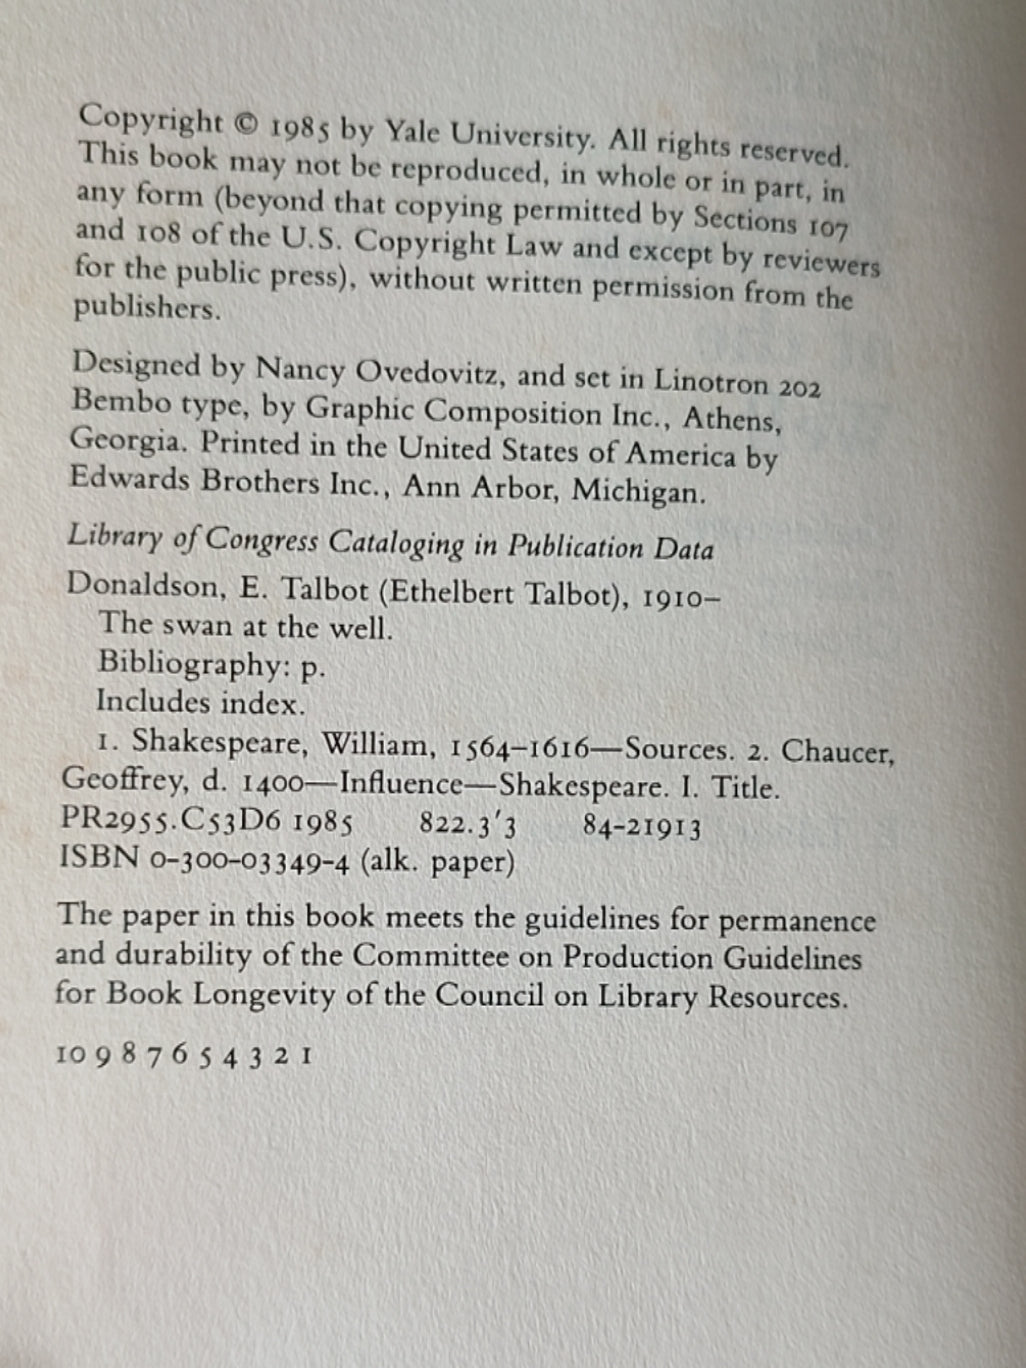 Copyright © 1985 by Yale University. All rights reserved.
This book may not be reproduced, in whole or in part, in
any form (beyond that copying permitted by Sections 107
and 108 of the U.S. Copyright Law and except by reviewers
for the public press), without written permission from the
publishers.
Designed by Nancy Ovedovitz, and set in Linotron 202
Bembo type, by Graphic Composition Inc., Athens,
Georgia. Printed in the United States of America by
Edwards Brothers Inc., Ann Arbor, Michigan.
Library of Congress Cataloging in Publication Data
Donaldson, E. Talbot (Ethelbert Talbot), 1910–
The swan at the well.
Bibliography: p.
Includes index.
1. Shakespeare, William, 1564–1616—Sources. 2. Chaucer,
Geoffrey, d. 1400—Influence—Shakespeare. I. Title.
PR2955.C53D6 1985 822.3′3 84-21913
ISBN 0-300-03349-4 (alk. paper)
The paper in this book meets the guidelines for permanence
and durability of the Committee on Production Guidelines
for Book Longevity of the Council on Library Resources.
10 9 8 7 6 5 4 3 2 1